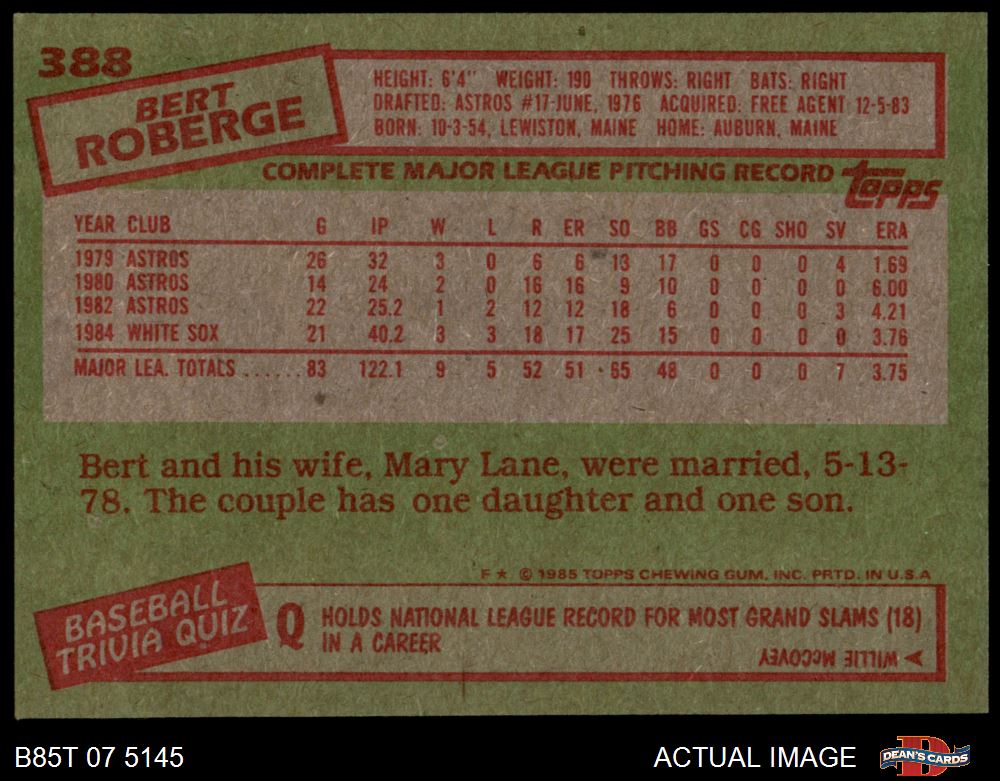 388
BERT
ROBERGE
HEIGHT: 6'4" WEIGHT: 190 THROWS: RIGHT BATS: RIGHT
DRAFTED: ASTROS #17-JUNE, 1976 ACQUIRED: FREE AGENT 12-5-83
BORN: 10-3-54, LEWISTON, MAINE HOME: AUBURN, MAINE
COMPLETE MAJOR LEAGUE PITCHING RECORD topps
YEAR CLUB G IP W L R ER SO BB GS CG SHO SV ERA
1979 ASTROS 26 32 3 0 6 6 13 17 0 0 0 4 1.69
1980 ASTROS 14 24 2 0 16 16 9 10 0 0 0 0 6.00
1982 ASTROS 22 25.2 1 2 12 12 18 6 0 0 0 3 4.21
1984 WHITE SOX 21 40.2 3 3 18 17 25 15 0 0 0 0 3.76
MAJOR LEA. TOTALS ...... 83 122.1 9 5 52 51 65 48 0 0 0 7 3.75
Bert and his wife, Mary Lane, were married, 5-13-
78. The couple has one daughter and one son.
F★ © 1985 TOPPS CHEWING GUM, INC. PRTD. IN U.S.A
BASEBALL
TRIVIA QUIZ
Q HOLDS NATIONAL LEAGUE RECORD FOR MOST GRAND SLAMS (18)
IN A CAREER
WILLIE McCOVEY
B85T 07 5145
ACTUAL IMAGE
DEAN'S CARDS